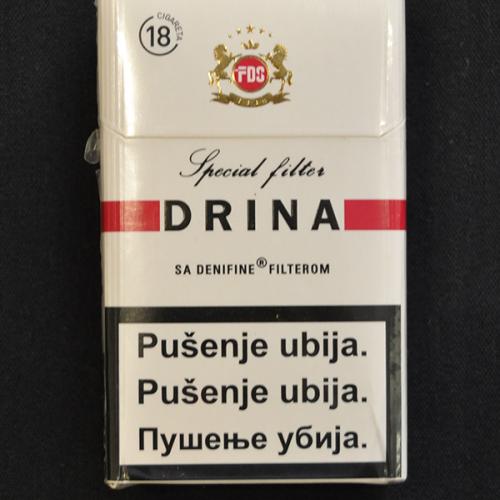 18 CIGARETA
FDS
Special filter
DRINA
SA DENIFINE® FILTEROM
Pušenje ubija.
Pušenje ubija.
Пушење убија.